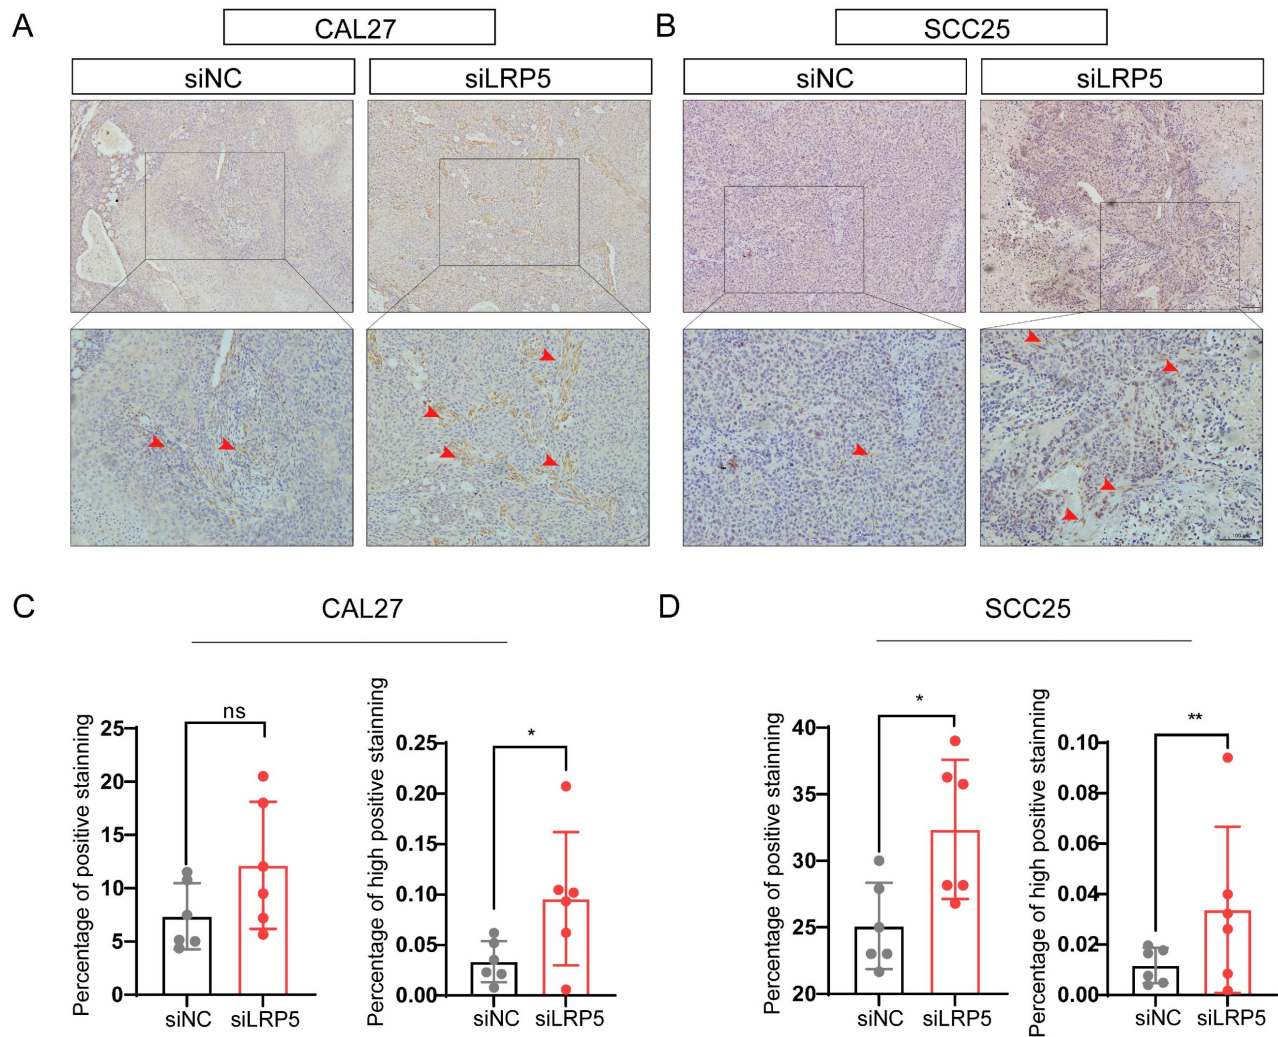 A
CAL27
B
SCC25
siNC
siLRP5
siNC
siLRP5
C
CAL27
D
SCC25
Percentage of positive stainning
25
20
15
10
5
0
ns
siNC
siLRP5
Percentage of high positive stainning
0.25
0.20
0.15
0.10
0.05
0.00
*
siNC
siLRP5
Percentage of positive stainning
40
35
30
25
20
*
siNC
siLRP5
Percentage of high positive stainning
0.10
0.08
0.06
0.04
0.02
0.00
**
siNC
siLRP5